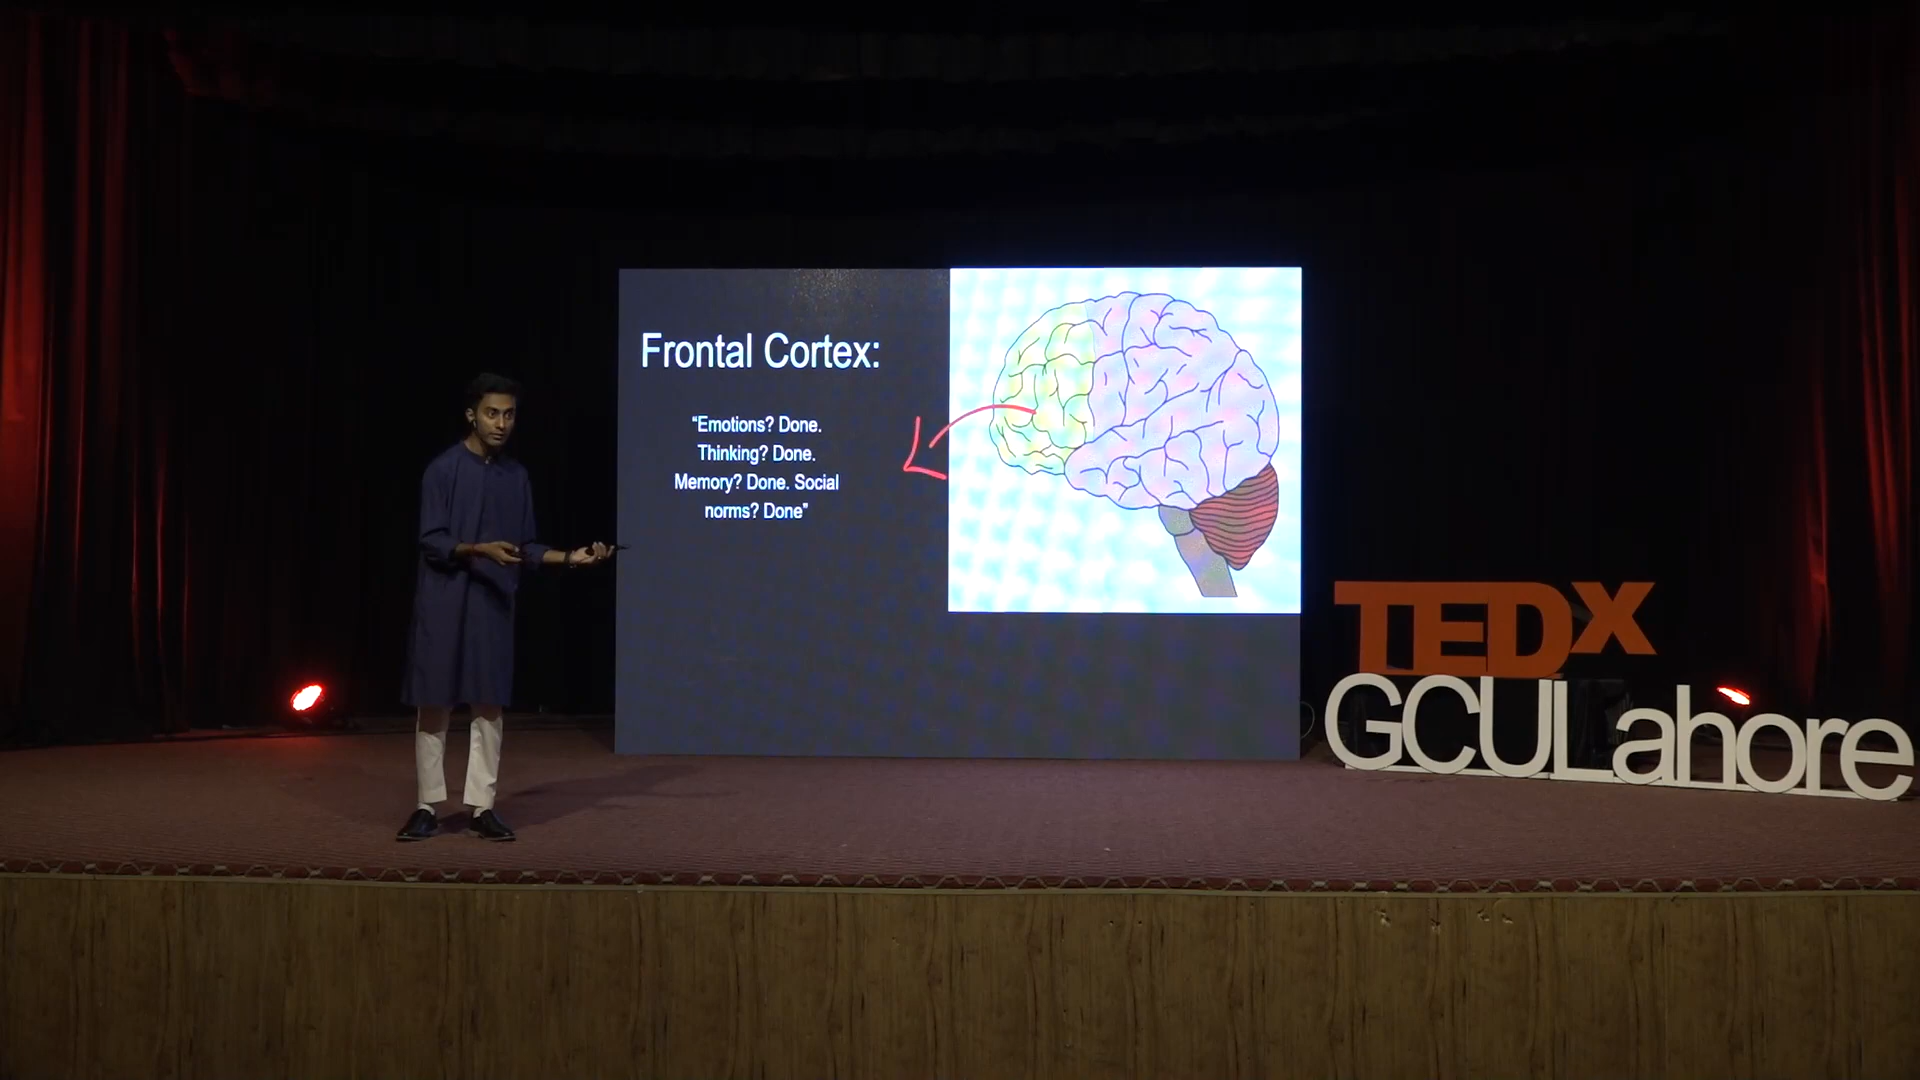 Frontal Cortex:
“Emotions? Done.
Thinking? Done.
Memory? Done. Social
norms? Done”
TEDx
GCULahore